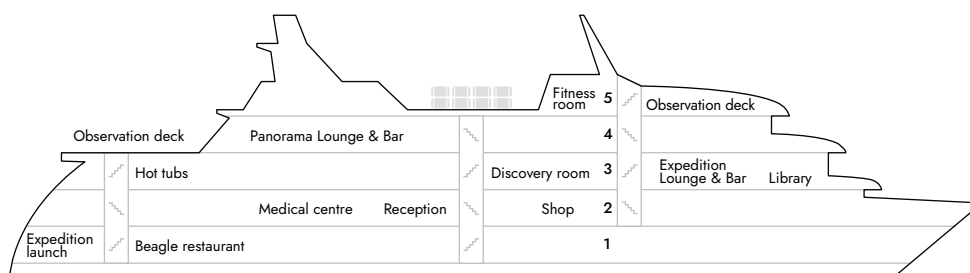 Fitness
room
5
Observation deck
Observation deck
Panorama Lounge & Bar
4
Hot tubs
Discovery room
3
Expedition
Lounge & Bar
Library
Medical centre
Reception
Shop
2
Expedition
launch
Beagle restaurant
1